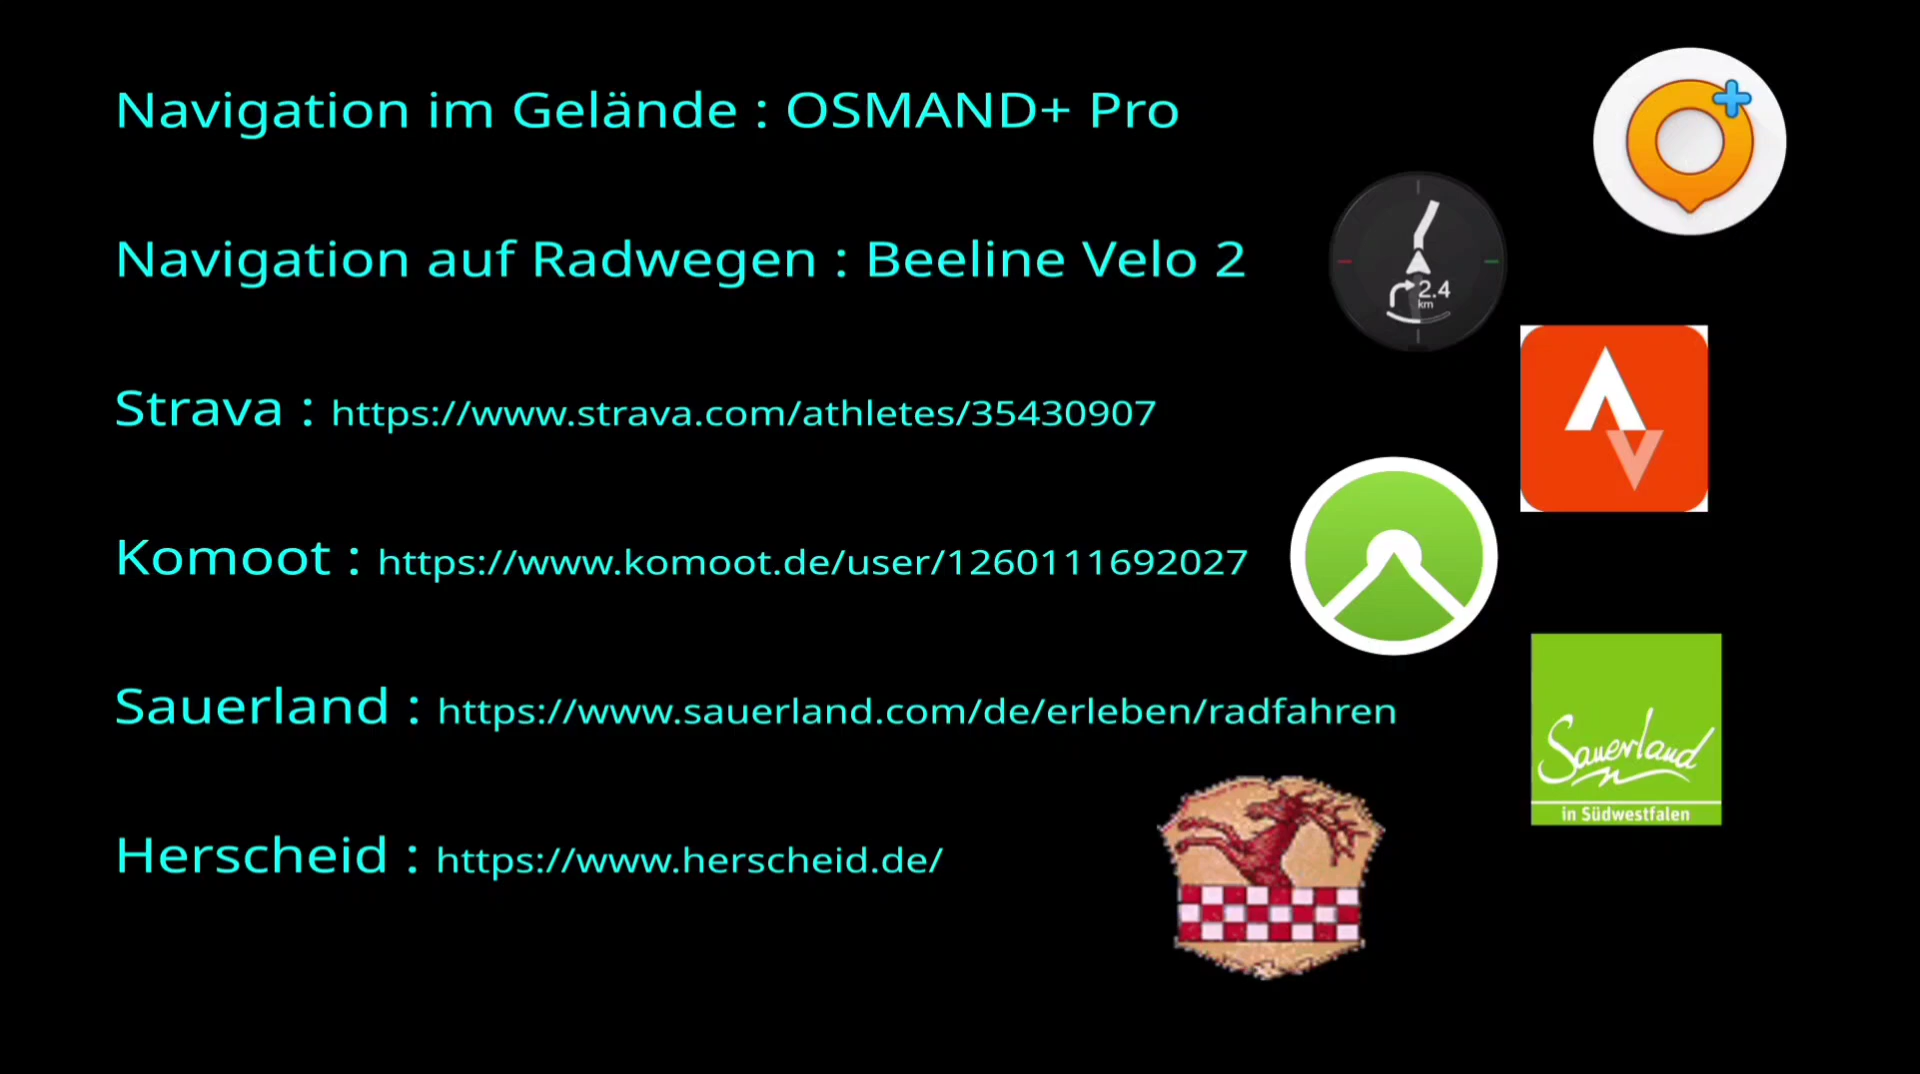 Navigation im Gelände : OSMAND+ Pro
Navigation auf Radwegen : Beeline Velo 2
2.4
km
Strava : https://www.strava.com/athletes/35430907
Komoot : https://www.komoot.de/user/1260111692027
Sauerland : https://www.sauerland.com/de/erleben/radfahren
Sauerland
in Südwestfalen
Herscheid : https://www.herscheid.de/